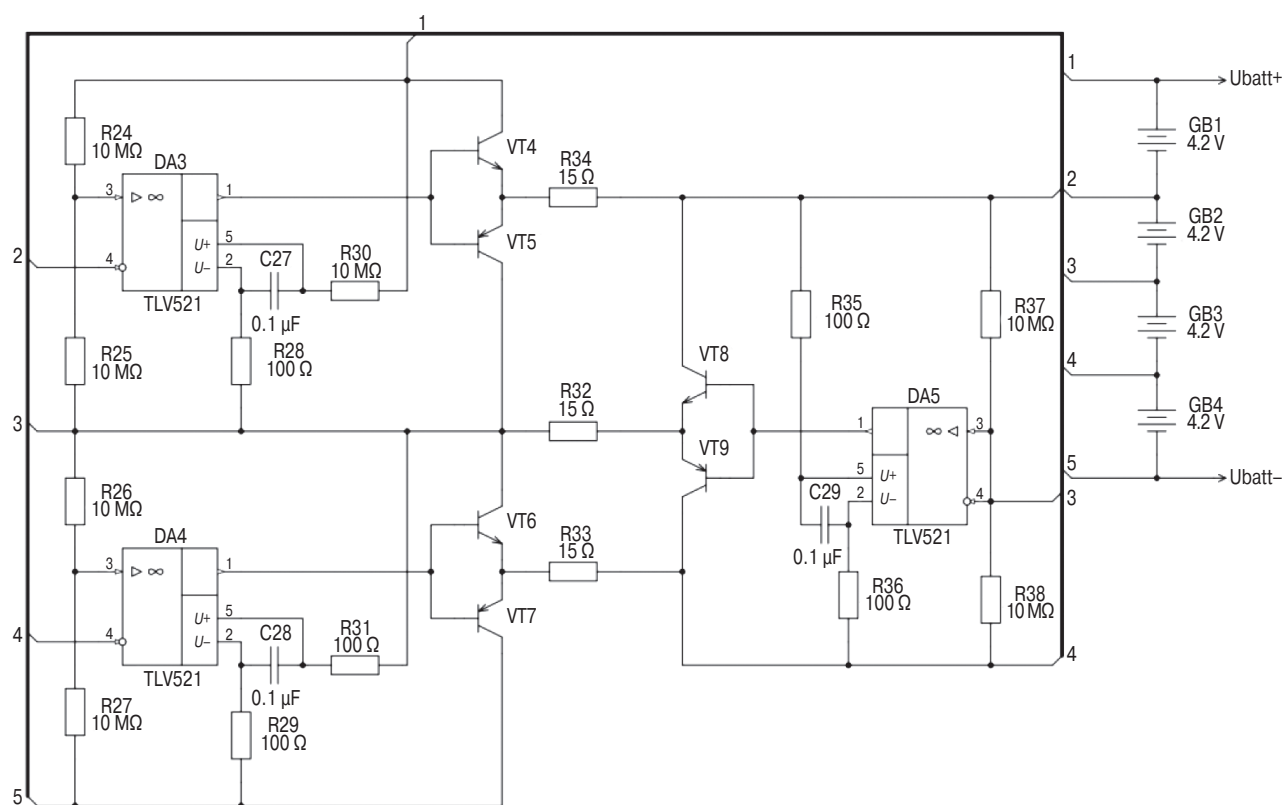 1
1
Ubatt+
R24
10 MΩ
DA3
3
▷ ∞
1
4
U+
5
U–
2
TLV521
2
C27
0.1 µF
R30
10 MΩ
R28
100 Ω
R25
10 MΩ
VT4
VT5
R34
15 Ω
2
GB1
4.2 V
GB2
4.2 V
3
GB3
4.2 V
4
GB4
4.2 V
5
Ubatt–
R35
100 Ω
R37
10 MΩ
VT8
VT9
R32
15 Ω
3
DA5
1
∞ ◁
3
5
U+
2
U–
4
3
TLV521
C29
0.1 µF
R36
100 Ω
R38
10 MΩ
4
R26
10 MΩ
DA4
3
▷ ∞
1
4
U+
5
U–
2
TLV521
4
C28
0.1 µF
R31
100 Ω
R29
100 Ω
R27
10 MΩ
VT6
VT7
R33
15 Ω
5